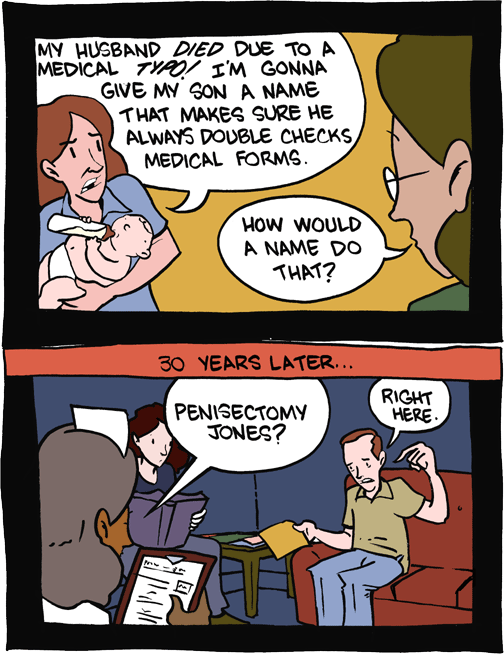 MY HUSBAND DIED DUE TO A
MEDICAL TYPO! I'M GONNA
GIVE MY SON A NAME
THAT MAKES SURE HE
ALWAYS DOUBLE CHECKS
MEDICAL FORMS.
HOW WOULD
A NAME DO
THAT?
30 YEARS LATER...
PENISECTOMY
JONES?
RIGHT
HERE.